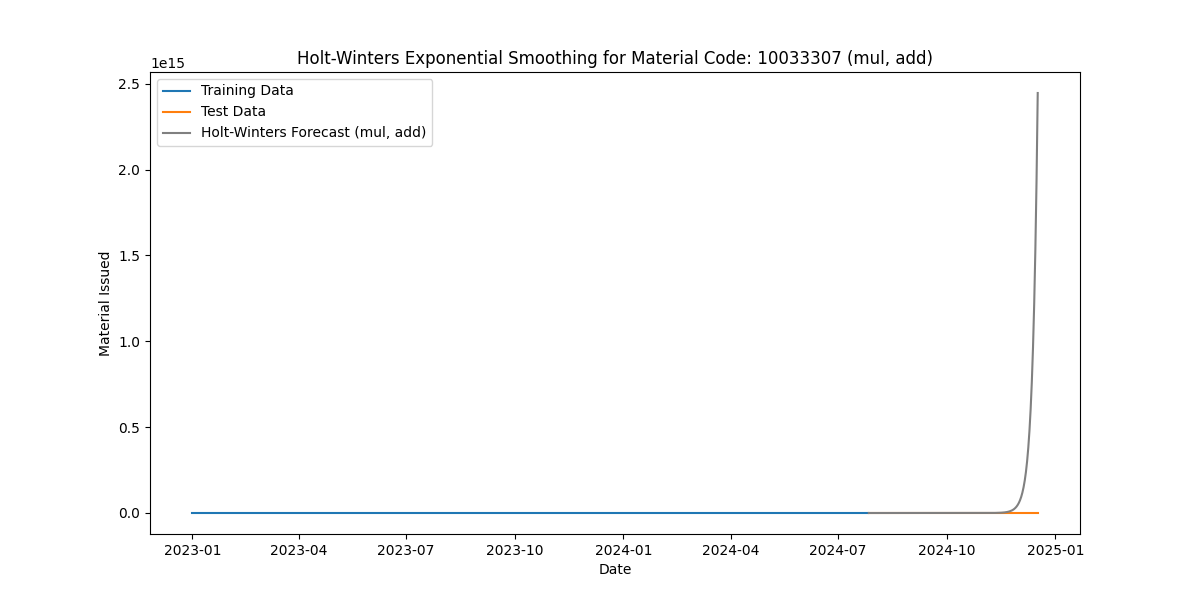 Holt-Winters Exponential Smoothing for Material Code: 10033307 (mul, add)
1e15
2.5
2.0
1.5
1.0
0.5
0.0
Material Issued
Training Data
Test Data
Holt-Winters Forecast (mul, add)
2023-01 2023-04 2023-07 2023-10 2024-01 2024-04 2024-07 2024-10 2025-01
Date